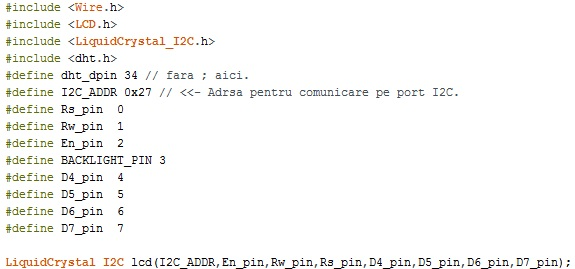 #include <Wire.h>
#include <LCD.h>
#include <LiquidCrystal_I2C.h>
#include <dht.h>
#define dht_dpin 34 // fara ; aici.
#define I2C_ADDR 0x27 // <<- Adrsa pentru comunicare pe port I2C.
#define Rs_pin  0
#define Rw_pin  1
#define En_pin  2
#define BACKLIGHT_PIN 3
#define D4_pin  4
#define D5_pin  5
#define D6_pin  6
#define D7_pin  7
LiquidCrystal I2C lcd(I2C_ADDR,En_pin,Rw_pin,Rs_pin,D4_pin,D5_pin,D6_pin,D7_pin);